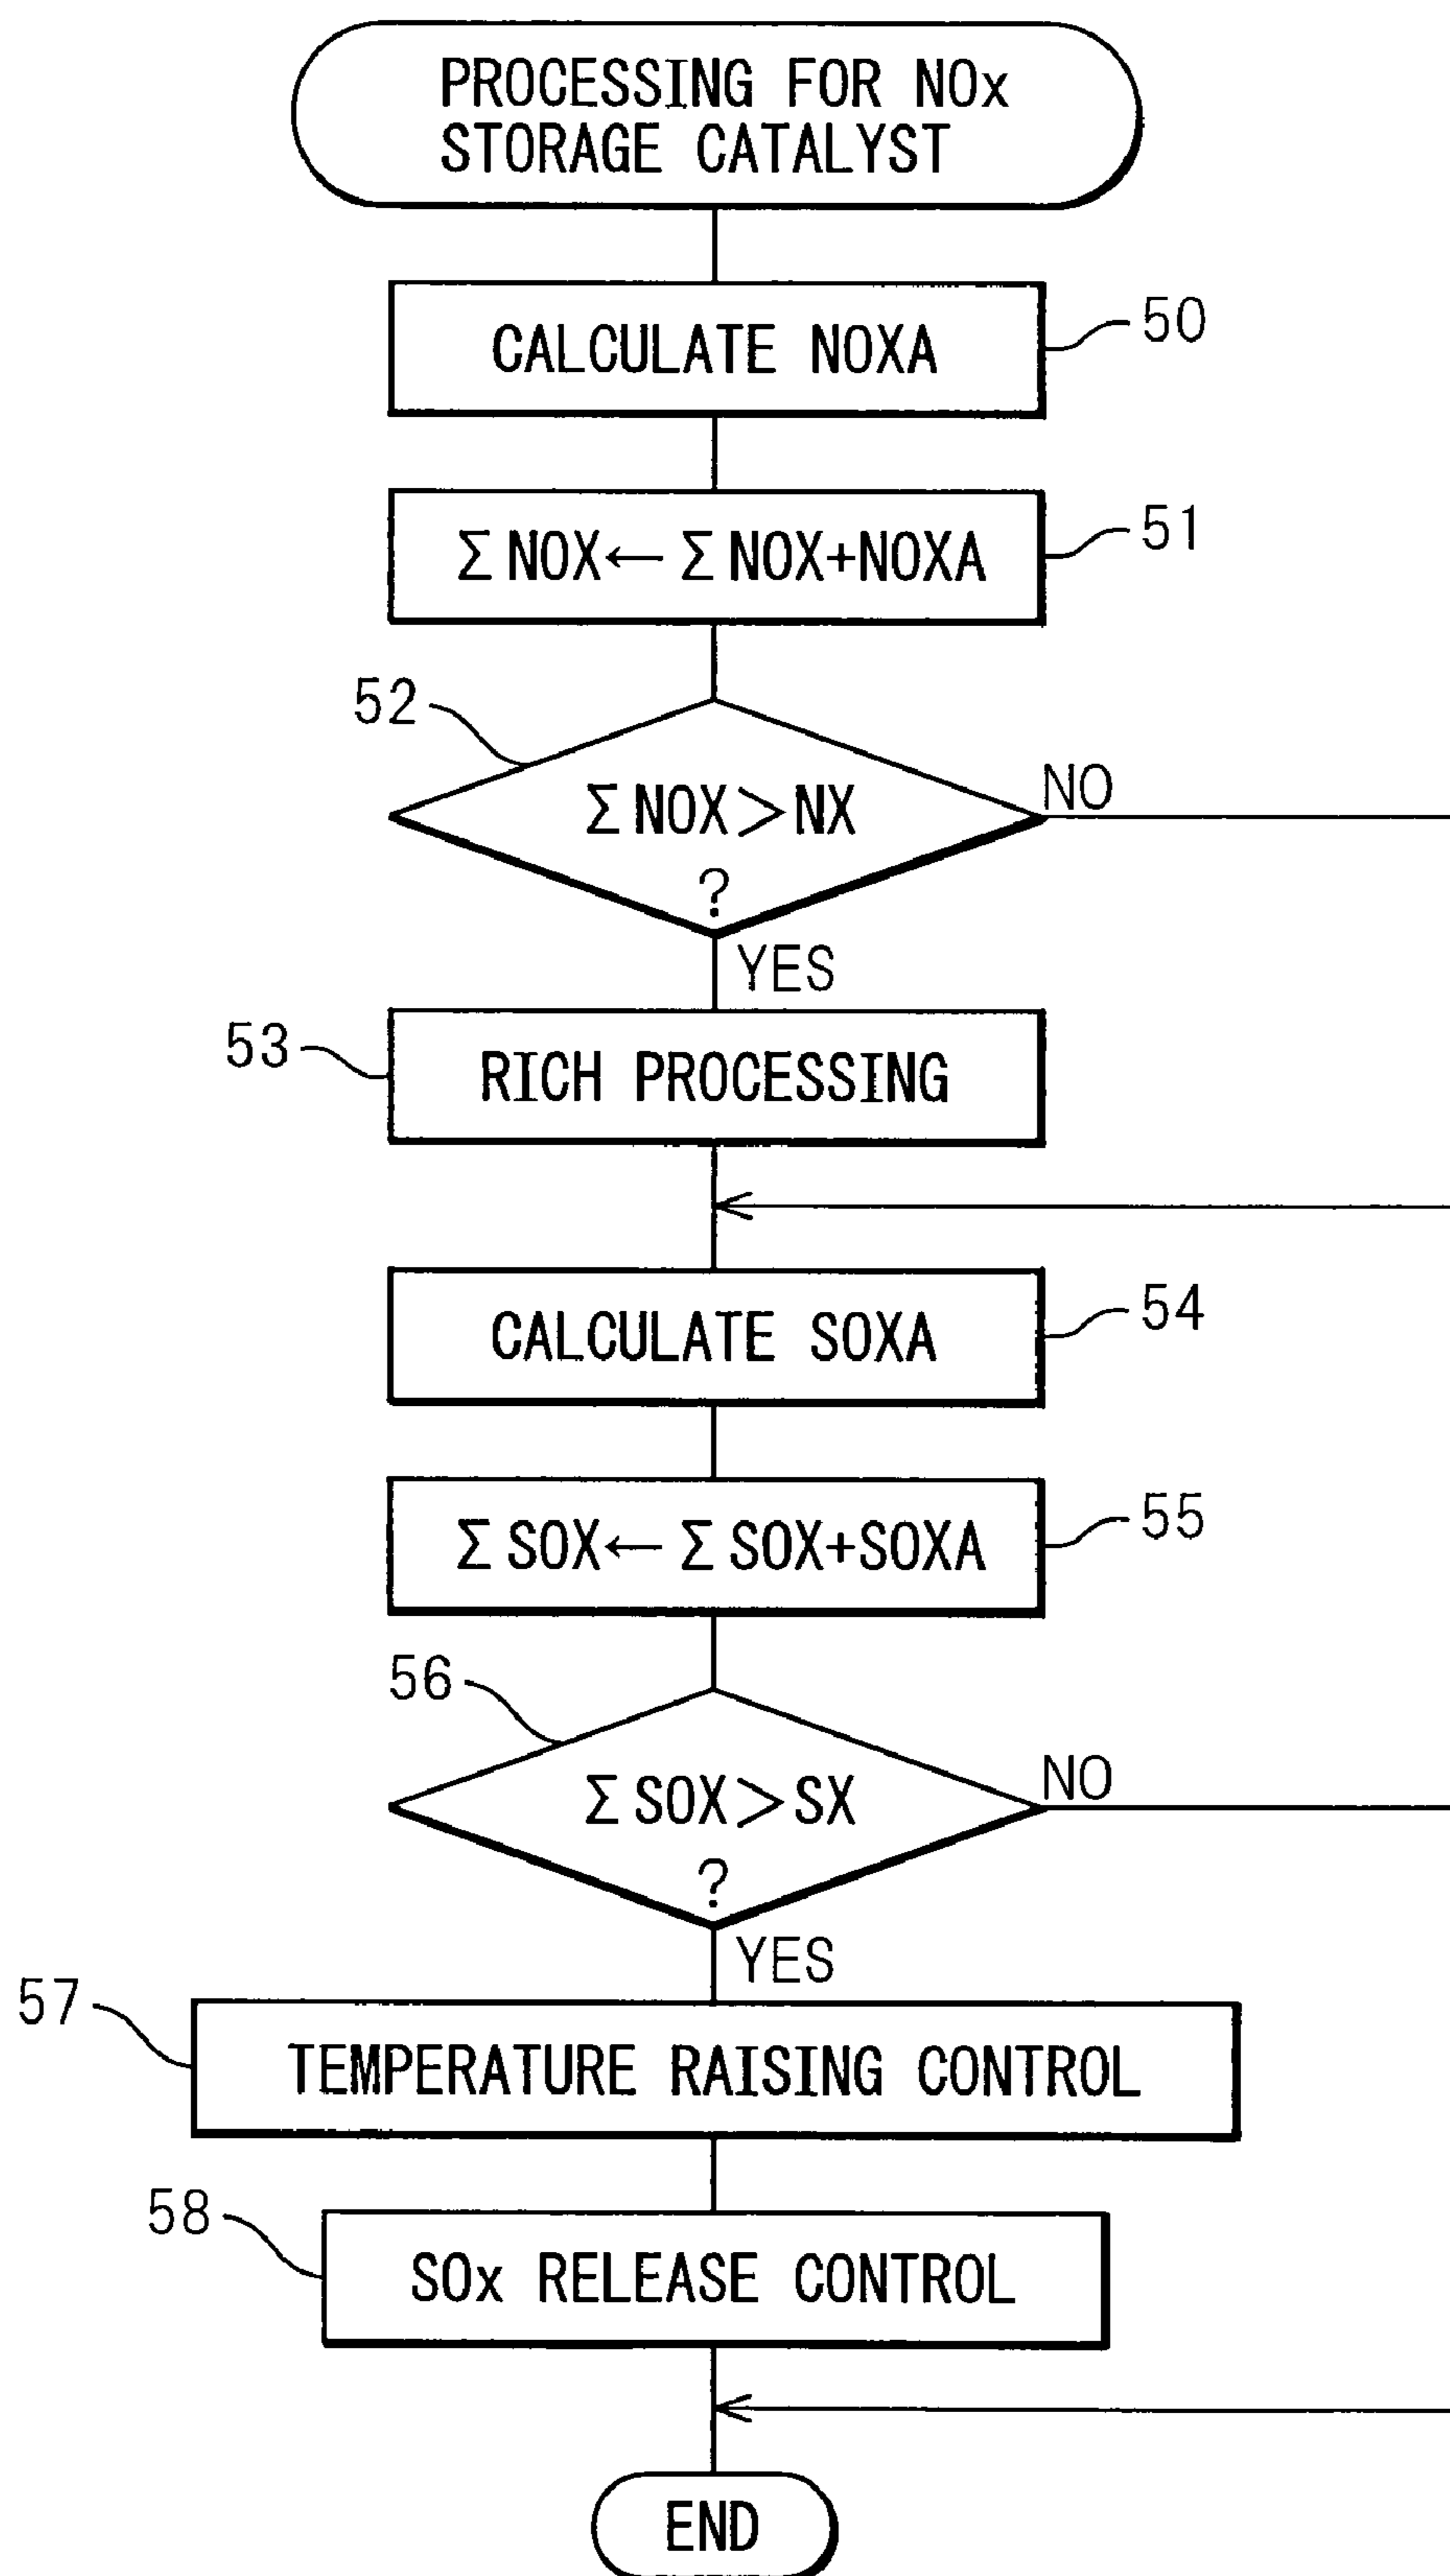 PROCESSING FOR NOx
STORAGE CATALYST
CALCULATE NOXA
50
Σ NOX← Σ NOX+NOXA
51
52
Σ NOX>NX
?
NO
YES
53
RICH PROCESSING
CALCULATE SOXA
54
Σ SOX← Σ SOX+SOXA
55
56
Σ SOX>SX
?
NO
YES
57
TEMPERATURE RAISING CONTROL
58
SOx RELEASE CONTROL
END